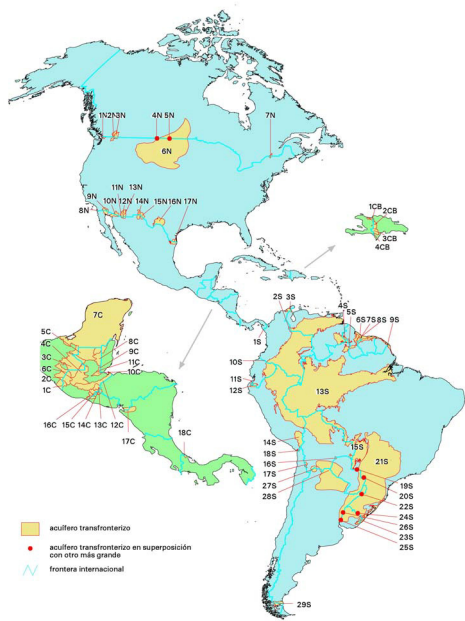 1N 2N 3N
4N 5N
7N
6N
11N 13N
9N 10N 12N 14N 15N 16N 17N
8N
1CB
2CB
3CB
4CB
7C
5C
4C
3C
6C
2C
1C
8C
9C
11C
10C
16C 15C 14C 13C 12C
17C
18C
2S 3S
4S
5S
6S 7S 8S 9S
1S
10S
11S
12S
13S
14S
18S
16S
17S
27S
28S
15S
21S
19S
20S
22S
24S
26S
23S
25S
29S
acuífero transfronterizo
acuífero transfronterizo en superposición
con otro más grande
frontera internacional